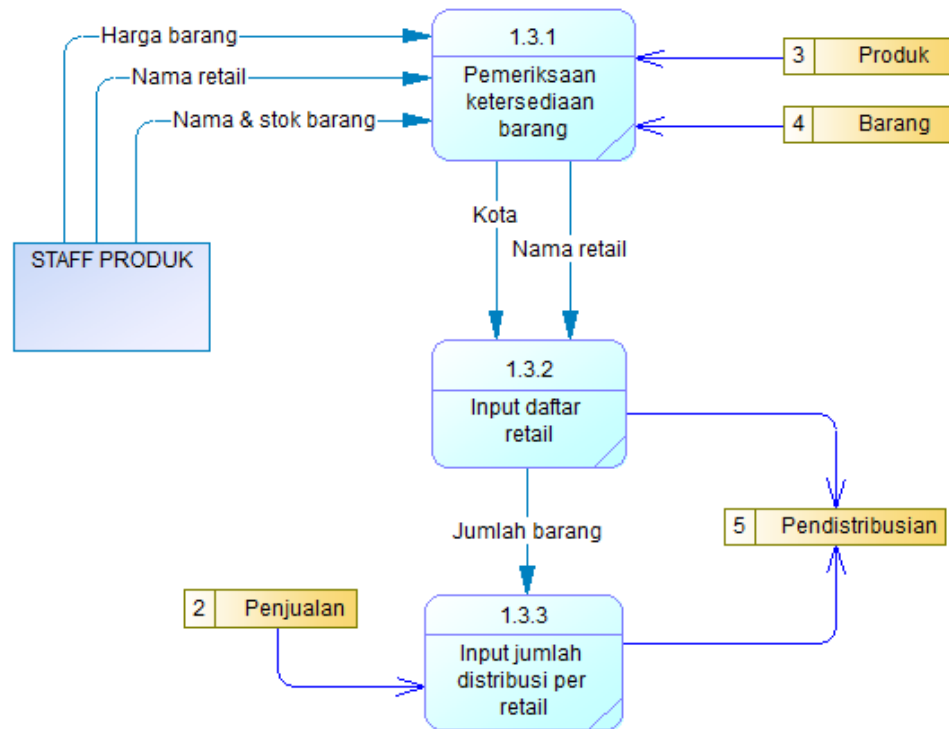 Harga barang
Nama retail
Nama & stok barang
STAFF PRODUK
1.3.1
Pemeriksaan
ketersediaan
barang
3 Produk
4 Barang
Kota
Nama retail
1.3.2
Input daftar
retail
Jumlah barang
5 Pendistribusian
2 Penjualan
1.3.3
Input jumlah
distribusi per
retail